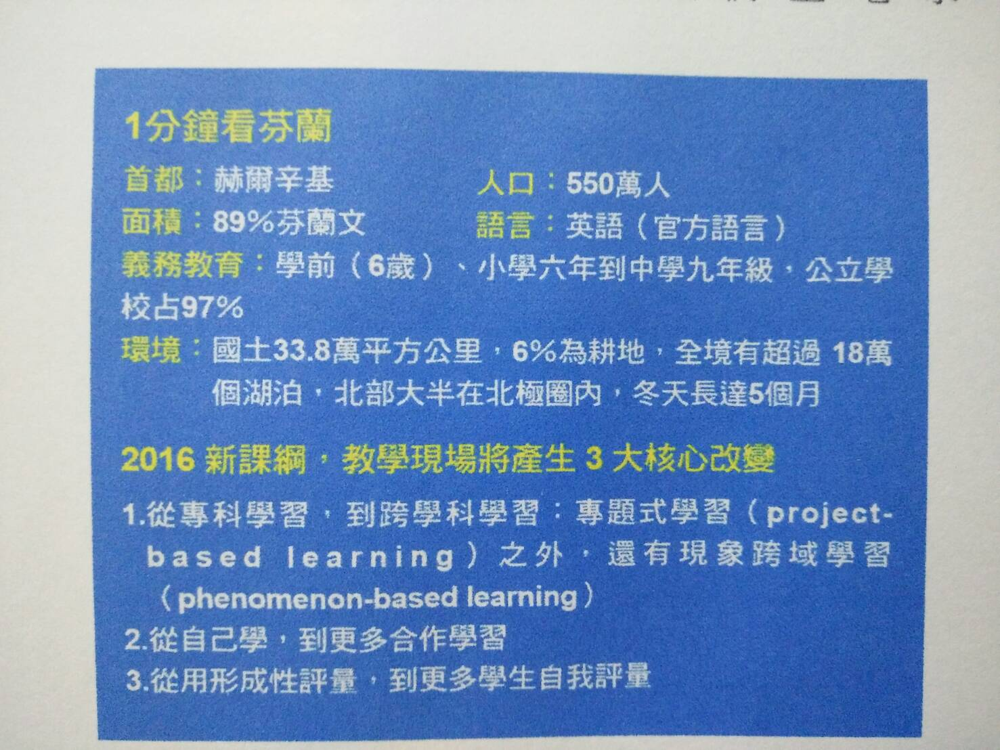 1分鐘看芬蘭
首都：赫爾辛基 人口：550萬人
面積：89%芬蘭文 語言：英語（官方語言）
義務教育：學前（6歲）、小學六年到中學九年級，公立學
校占97%
環境：國土33.8萬平方公里，6%為耕地，全境有超過 18萬
個湖泊，北部大半在北極圈內，冬天長達5個月
2016 新課綱，教學現場將產生 3 大核心改變
1.從專科學習，到跨學科學習：專題式學習（project-
based learning）之外，還有現象跨域學習
（phenomenon-based learning）
2.從自己學，到更多合作學習
3.從用形成性評量，到更多學生自我評量